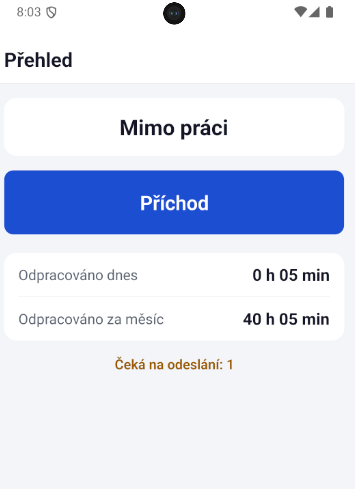 8:03
Přehled
Mimo práci
Příchod
Odpracováno dnes 0 h 05 min
Odpracováno za měsíc 40 h 05 min
Čeká na odeslání: 1